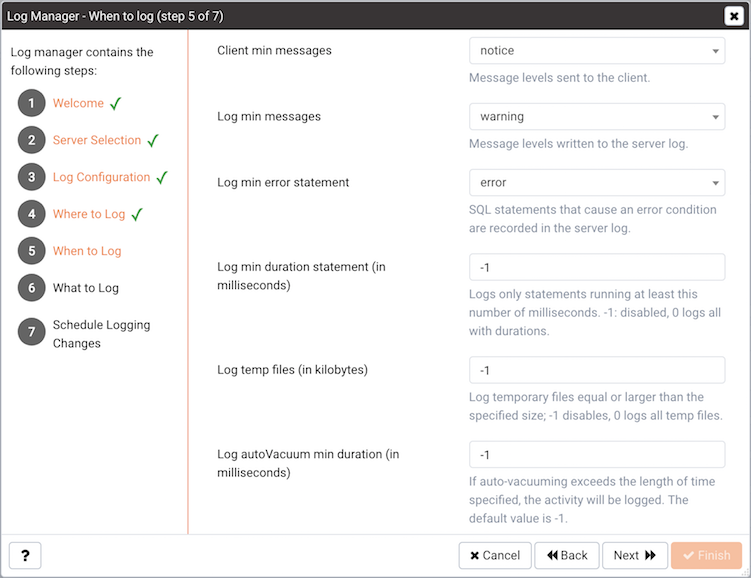 Log Manager - When to log (step 5 of 7)
Log manager contains the
following steps:
1 Welcome
2 Server Selection
3 Log Configuration
4 Where to Log
5 When to Log
6 What to Log
7 Schedule Logging
Changes
Client min messages
notice
Message levels sent to the client.
Log min messages
warning
Message levels written to the server log.
Log min error statement
error
SQL statements that cause an error condition
are recorded in the server log.
Log min duration statement (in
milliseconds)
-1
Logs only statements running at least this
number of milliseconds. -1: disabled, 0 logs all
with durations.
Log temp files (in kilobytes)
-1
Log temporary files equal or larger than the
specified size; -1 disables, 0 logs all temp files.
Log autoVacuum min duration (in
milliseconds)
-1
If auto-vacuuming exceeds the length of time
specified, the activity will be logged. The
default value is -1.
? Cancel Back Next Finish